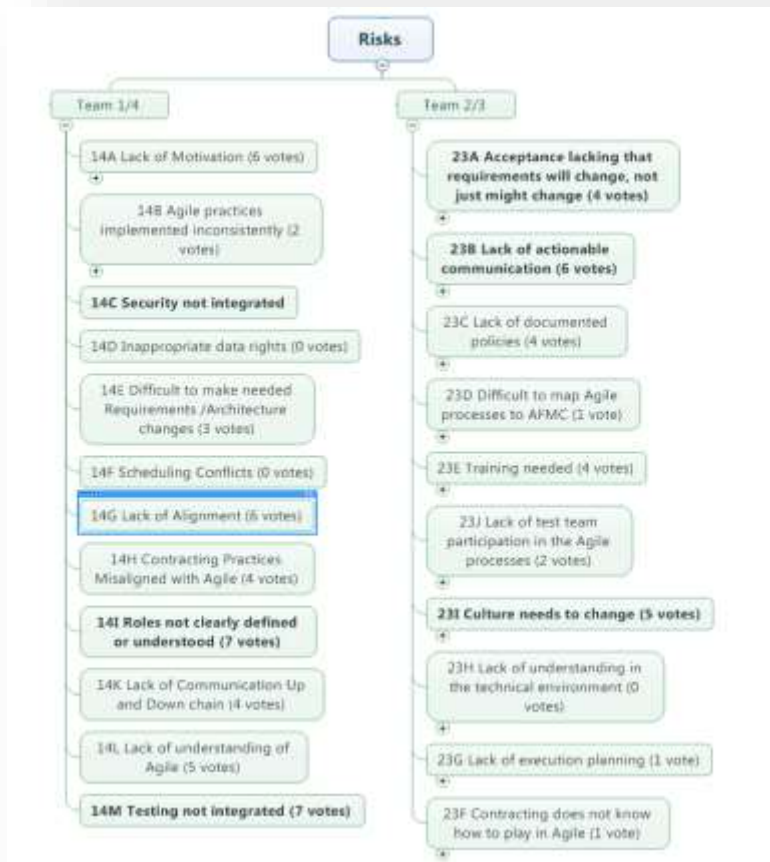 Risks
Team 1/4
14A Lack of Motivation (6 votes)
14B Agile practices
implemented inconsistently (2
votes)
14C Security not integrated
14D Inappropriate data rights (0 votes)
14E Difficult to make needed
Requirements /Architecture
changes (3 votes)
14F Scheduling Conflicts (0 votes)
14G Lack of Alignment (6 votes)
14H Contracting Practices
Misaligned with Agile (4 votes)
14I Roles not clearly defined
or understood (7 votes)
14K Lack of Communication Up
and Down chain (4 votes)
14L Lack of understanding of
Agile (5 votes)
14M Testing not integrated (7 votes)
Team 2/3
23A Acceptance lacking that
requirements will change, not
just might change (4 votes)
23B Lack of actionable
communication (6 votes)
23C Lack of documented
policies (4 votes)
23D Difficult to map Agile
processes to AFMC (1 vote)
23E Training needed (4 votes)
23J Lack of test team
participation in the Agile
processes (2 votes)
23I Culture needs to change (5 votes)
23H Lack of understanding in
the technical environment (0
votes)
23G Lack of execution planning (1 vote)
23F Contracting does not know
how to play in Agile (1 vote)